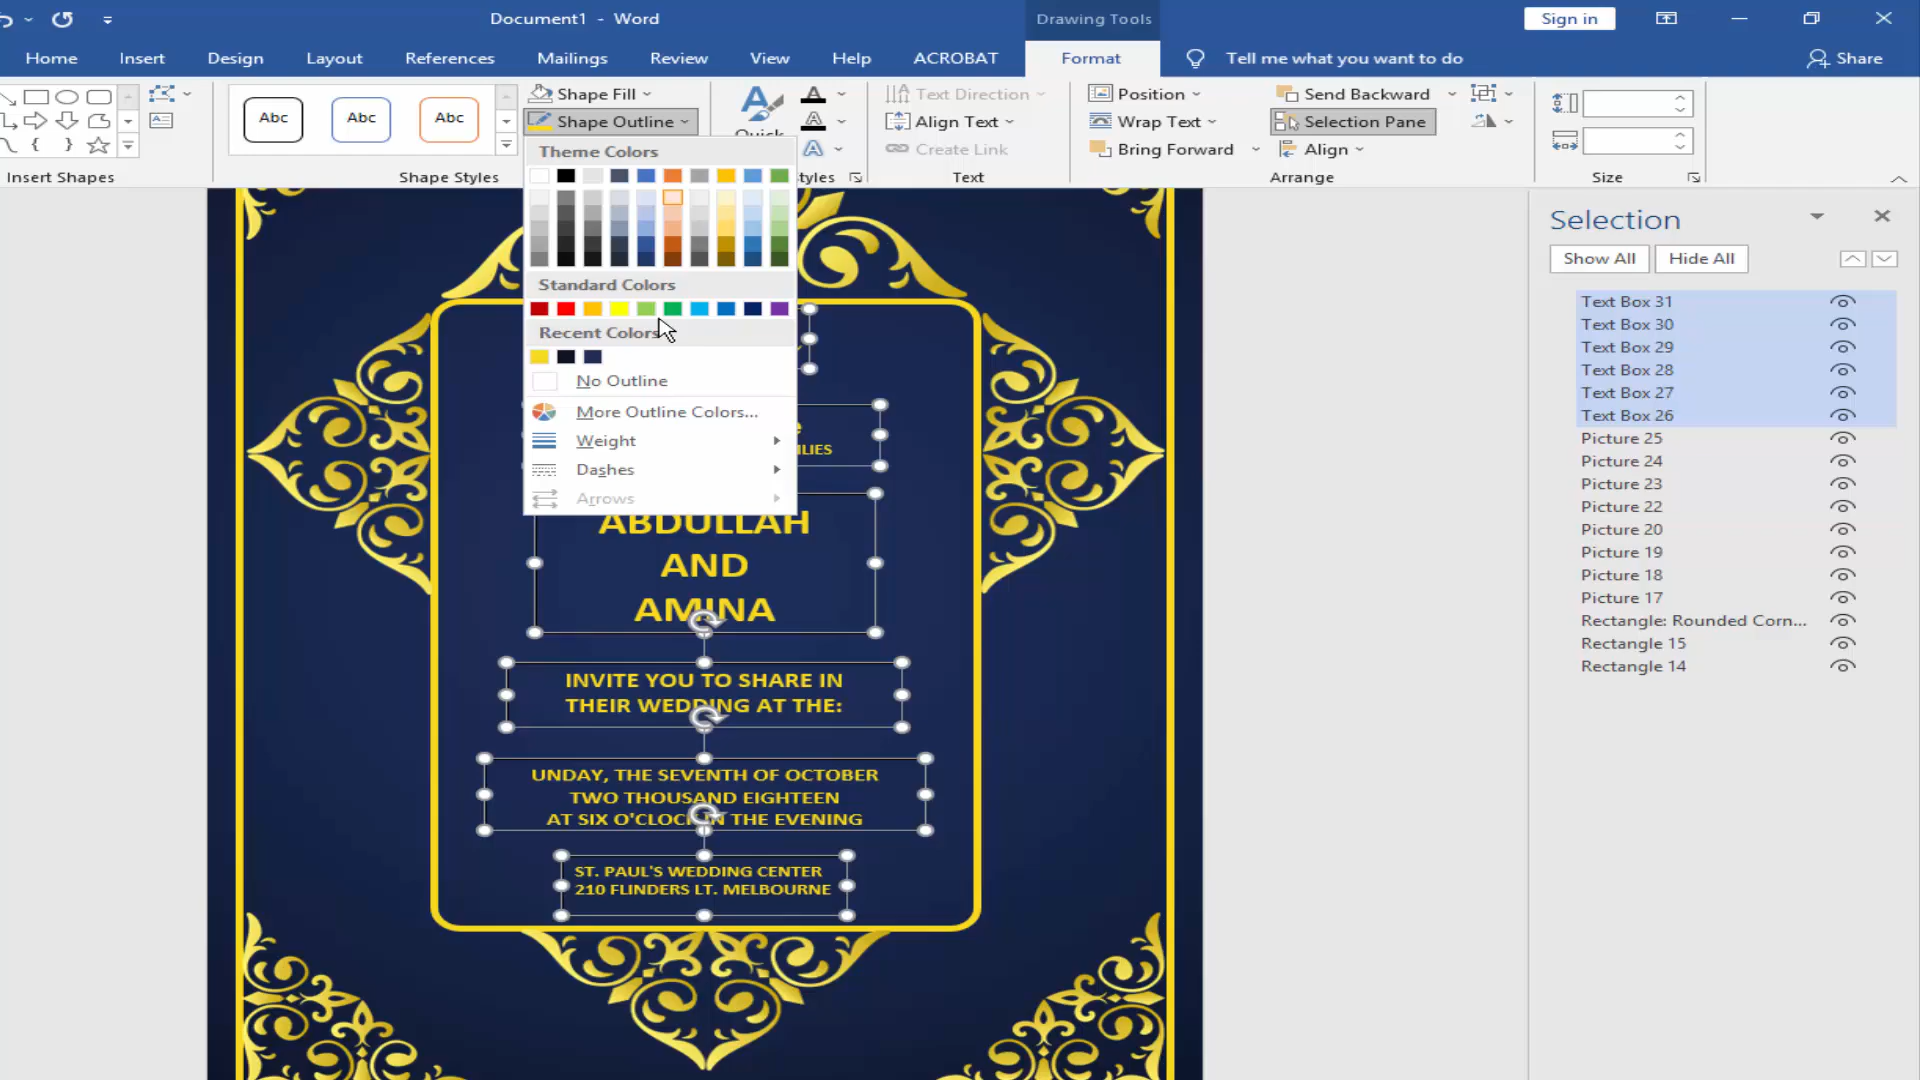 Document1 - Word
Drawing Tools
Sign in
Home Insert Design Layout References Mailings Review View Help ACROBAT Format Tell me what you want to do Share
Abc Abc Abc
Shape Fill
Shape Outline
Text Direction
Align Text
Create Link
Position
Wrap Text
Bring Forward
Send Backward
Selection Pane
Align
Insert Shapes Shape Styles Text Arrange Size
Theme Colors
Standard Colors
Recent Colors
No Outline
More Outline Colors...
Weight
Dashes
Arrows
ABDULLAH
AND
AMINA
INVITE YOU TO SHARE IN
THEIR WEDDING AT THE:
UNDAY, THE SEVENTH OF OCTOBER
TWO THOUSAND EIGHTEEN
AT SIX O'CLOCK IN THE EVENING
ST. PAUL'S WEDDING CENTER
210 FLINDERS LT. MELBOURNE
Selection
Show All Hide All
Text Box 31
Text Box 30
Text Box 29
Text Box 28
Text Box 27
Text Box 26
Picture 25
Picture 24
Picture 23
Picture 22
Picture 20
Picture 19
Picture 18
Picture 17
Rectangle: Rounded Corn...
Rectangle 15
Rectangle 14